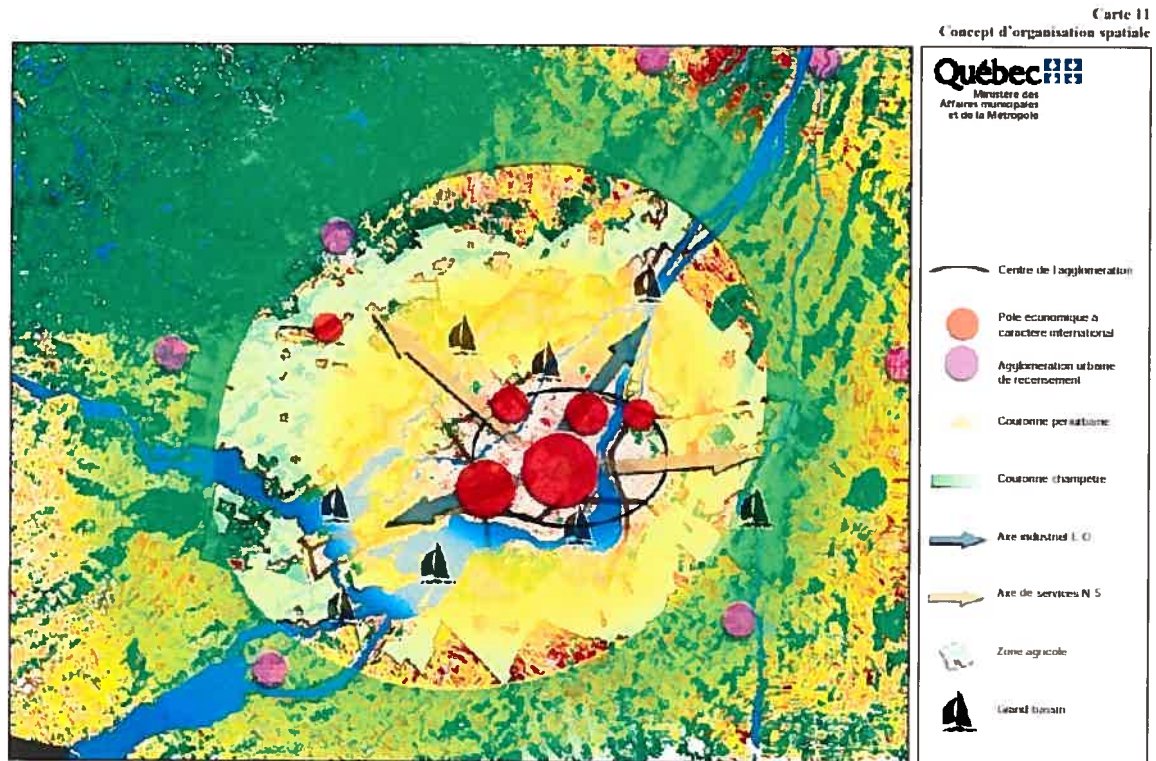 Carte 11
Concept d'organisation spatiale
Québec
Ministère des
Affaires municipales
et de la Métropole
Centre de l'agglomération
Pôle économique à
caractère international
Agglomération urbaine
de recensement
Couronne périurbaine
Couronne champêtre
Axe industriel E O
Axe de services N S
Zone agricole
Grand bassin